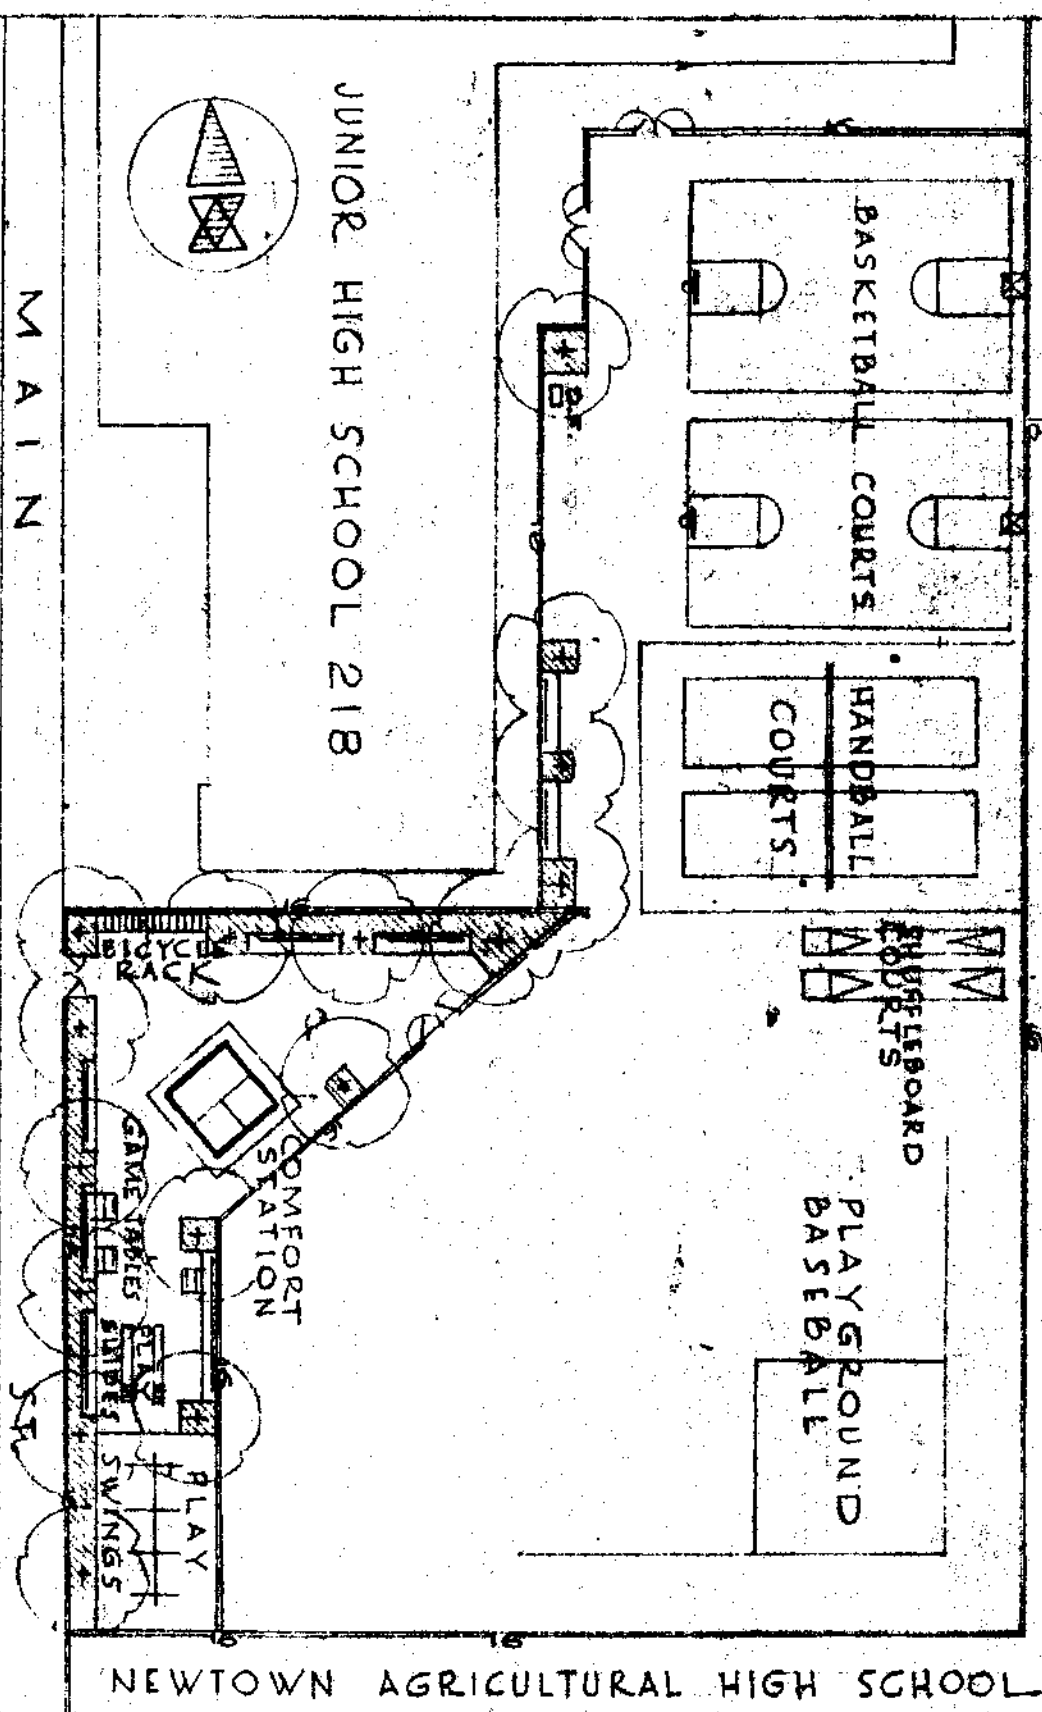 MAIN
ST.
JUNIOR HIGH SCHOOL 218
BASKETBALL COURTS
HANDBALL
COURTS
SHUFFLEBOARD
COURTS
BICYCLE
RACK
COMFORT
STATION
GAME TABLES
PLAY
SLIDES
PLAY
SWINGS
PLAYGROUND
BASEBALL
NEWTOWN AGRICULTURAL HIGH SCHOOL